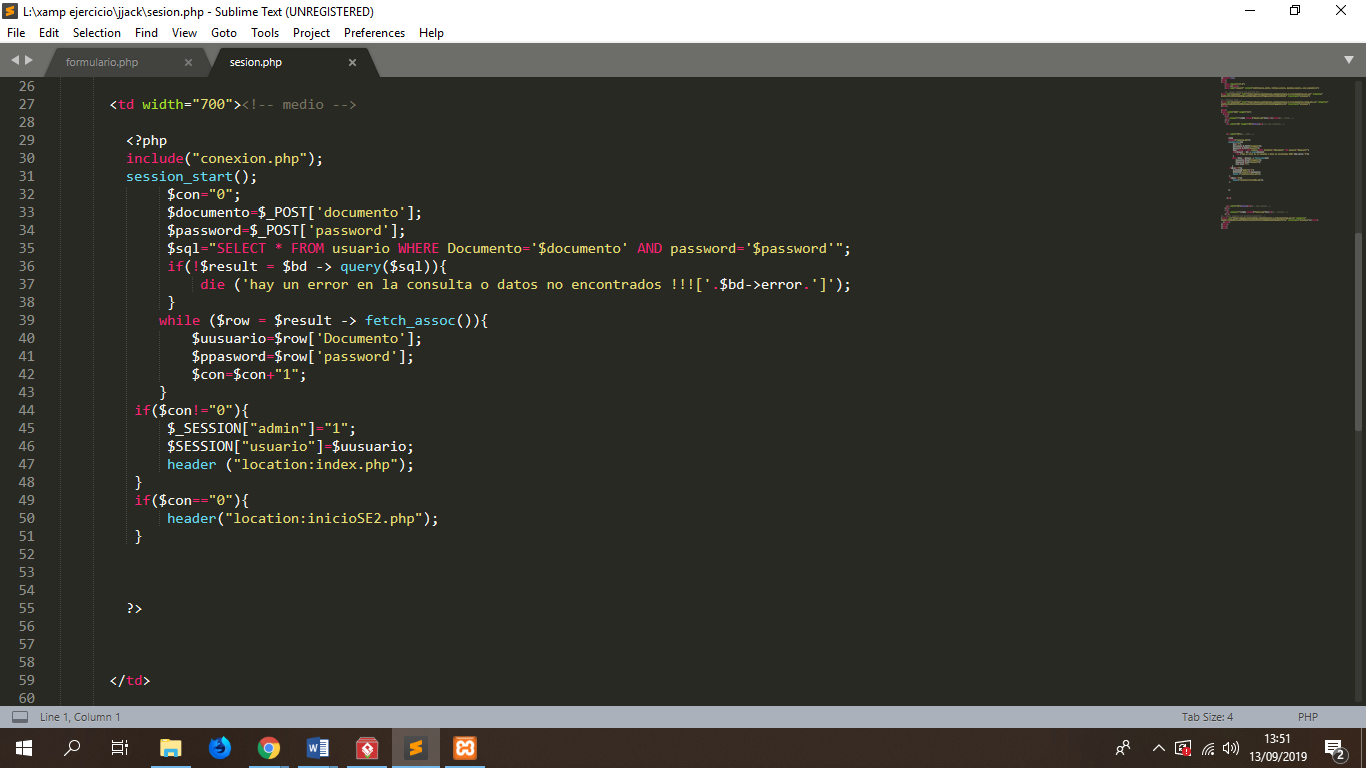 L:\xamp ejercicio\jjack\sesion.php - Sublime Text (UNREGISTERED)
File Edit Selection Find View Goto Tools Project Preferences Help
formulario.php × sesion.php ×
26
27 <td width="700"><!-- medio -->
28
29 <?php
30 include("conexion.php");
31 session_start();
32 $con="0";
33 $documento=$_POST['documento'];
34 $password=$_POST['password'];
35 $sql="SELECT * FROM usuario WHERE Documento='$documento' AND password='$password'";
36 if(!$result = $bd -> query($sql)){
37 die ('hay un error en la consulta o datos no encontrados !!!['.$bd->error.']');
38 }
39 while ($row = $result -> fetch_assoc()){
40 $uusuario=$row['Documento'];
41 $ppasword=$row['password'];
42 $con=$con+"1";
43 }
44 if($con!="0"){
45 $_SESSION["admin"]="1";
46 $SESSION["usuario"]=$uusuario;
47 header ("location:index.php");
48 }
49 if($con=="0"){
50 header("location:inicioSE2.php");
51 }
52
53
54
55 ?>
56
57
58
59 </td>
60
Line 1, Column 1 Tab Size: 4 PHP
13:51
13/09/2019
2